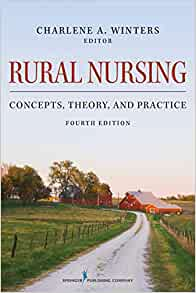 CHARLENE A. WINTERS
EDITOR
RURAL NURSING
CONCEPTS, THEORY, AND PRACTICE
FOURTH EDITION
SPRINGER PUBLISHING COMPANY